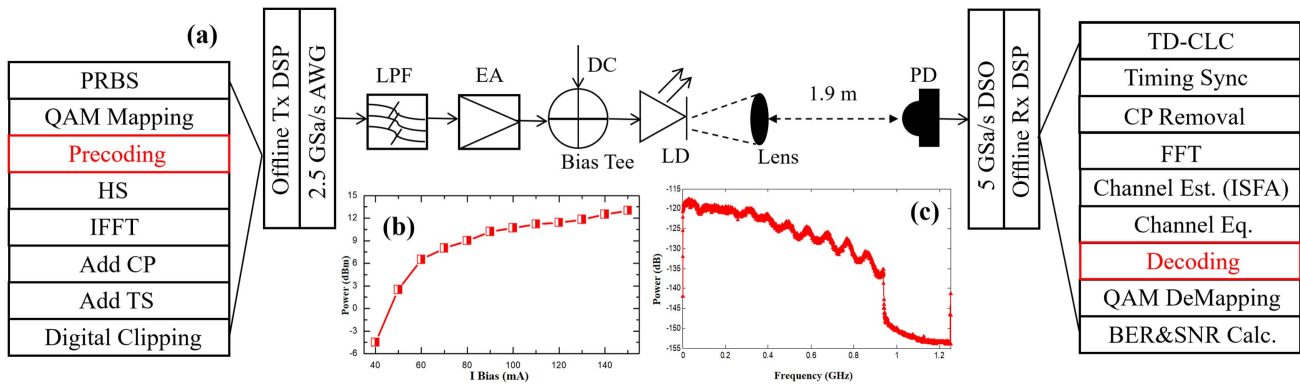 (a)
PRBS
QAM Mapping
Precoding
HS
IFFT
Add CP
Add TS
Digital Clipping
Offline Tx DSP
2.5 GSa/s AWG
LPF
EA
DC
Bias Tee
LD
Lens
1.9 m
PD
5 GSa/s DSO
Offline Rx DSP
TD-CLC
Timing Sync
CP Removal
FFT
Channel Est. (ISFA)
Channel Eq.
Decoding
QAM DeMapping
BER&SNR Calc.
(b)
Power (dBm)
15
12
9
6
3
0
-3
-6
40 60 80 100 120 140
I Bias (mA)
(c)
Power (dB)
-115
-120
-125
-130
-135
-140
-145
-150
-155
0 0.2 0.4 0.6 0.8 1 1.2
Frequency (GHz)